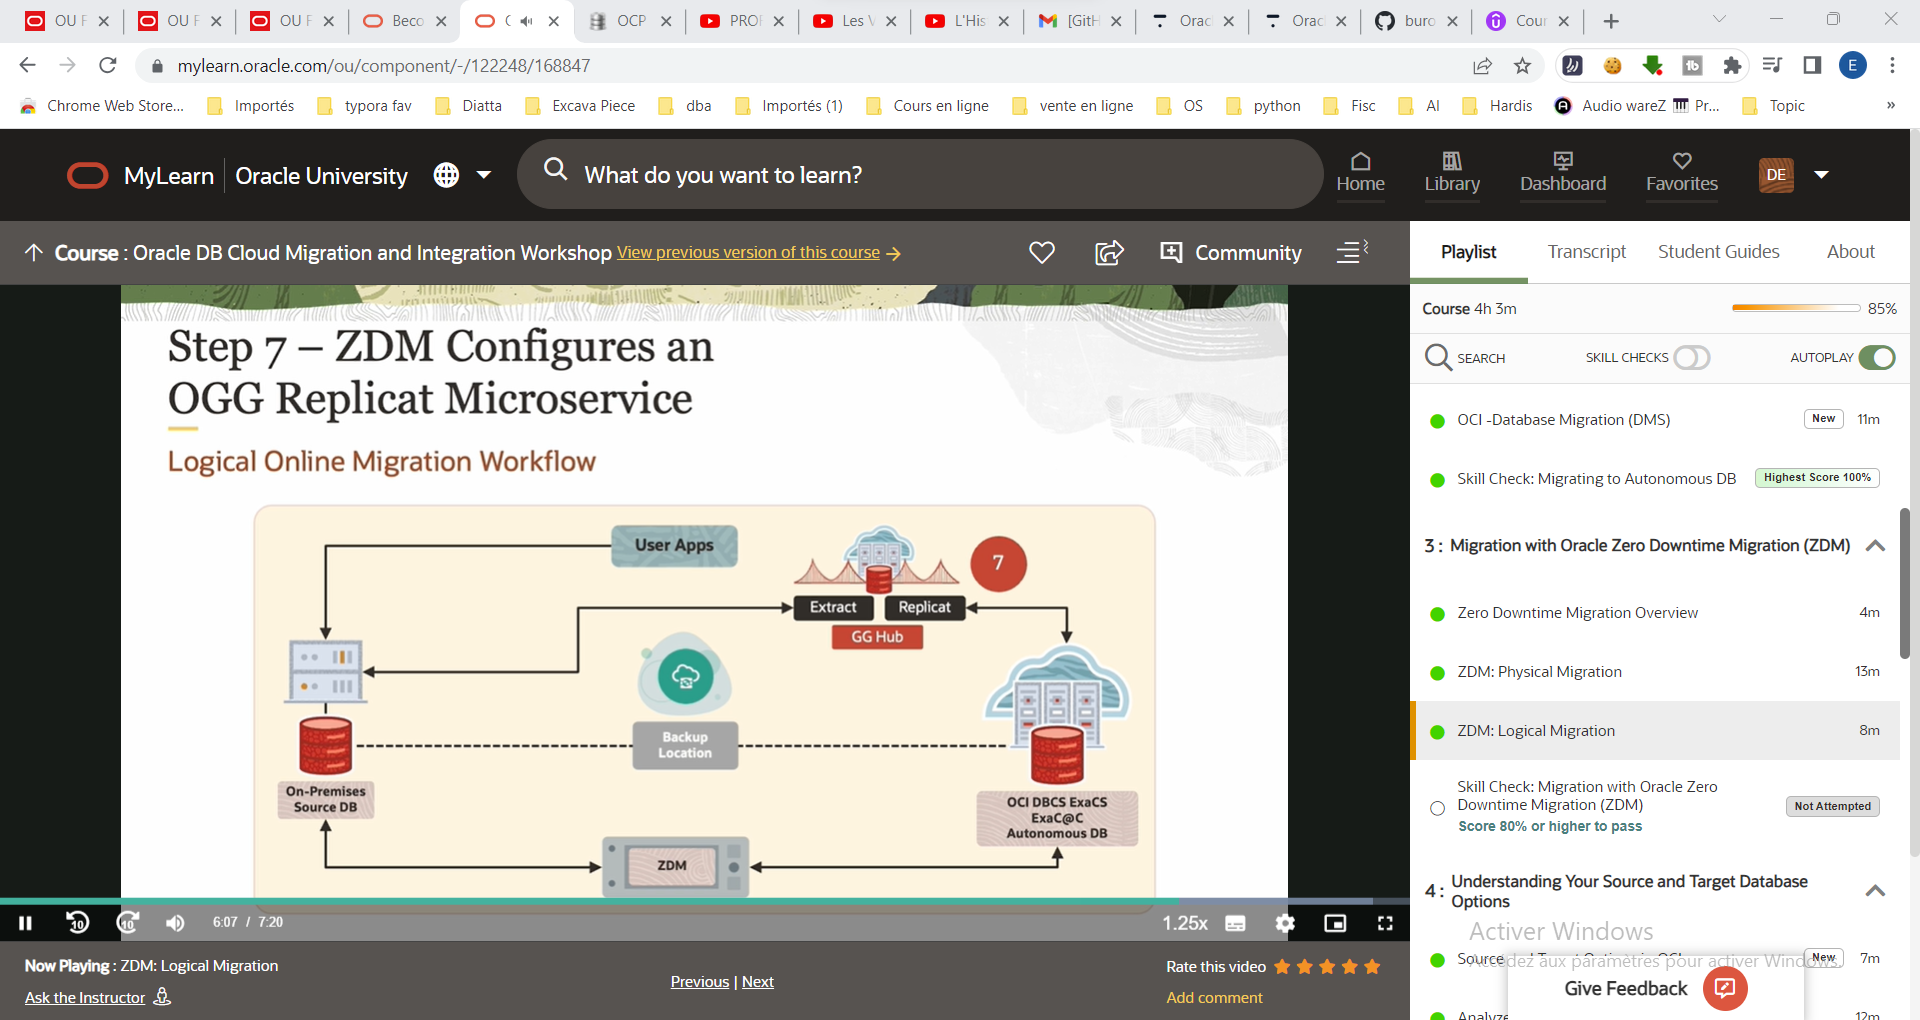 OU F
OU F
OU F
Beco
OCP
PROF
Les V
L'His
[GitH
Orac
Orac
buro
Cour
mylearn.oracle.com/ou/component/-/122248/168847
E
Chrome Web Store...
Importés
typora fav
Diatta
Excava Piece
dba
Importés (1)
Cours en ligne
vente en ligne
OS
python
Fisc
AI
Hardis
Audio wareZ
Pr...
Topic
»
MyLearn
Oracle University
What do you want to learn?
Home
Library
Dashboard
Favorites
DE
Course : Oracle DB Cloud Migration and Integration Workshop View previous version of this course
Community
Playlist
Transcript
Student Guides
About
Course 4h 3m
85%
SEARCH
SKILL CHECKS
AUTOPLAY
Step 7 – ZDM Configures an
OGG Replicat Microservice
Logical Online Migration Workflow
User Apps
7
Extract
Replicat
GG Hub
Backup
Location
On-Premises
Source DB
OCI DBCS ExaCS
ExaC@C
Autonomous DB
ZDM
OCI -Database Migration (DMS)
New
11m
Skill Check: Migrating to Autonomous DB
Highest Score 100%
3 : Migration with Oracle Zero Downtime Migration (ZDM)
Zero Downtime Migration Overview
4m
ZDM: Physical Migration
13m
ZDM: Logical Migration
8m
Skill Check: Migration with Oracle Zero
Downtime Migration (ZDM)
Score 80% or higher to pass
Not Attempted
4 : Understanding Your Source and Target Database
Options
Activer Windows
Accédez aux paramètres pour activer Windows.
New
7m
Give Feedback
Analyze
12m
10
10
6:07 / 7:20
1.25x
Now Playing : ZDM: Logical Migration
Ask the Instructor
Previous | Next
Rate this video
Add comment